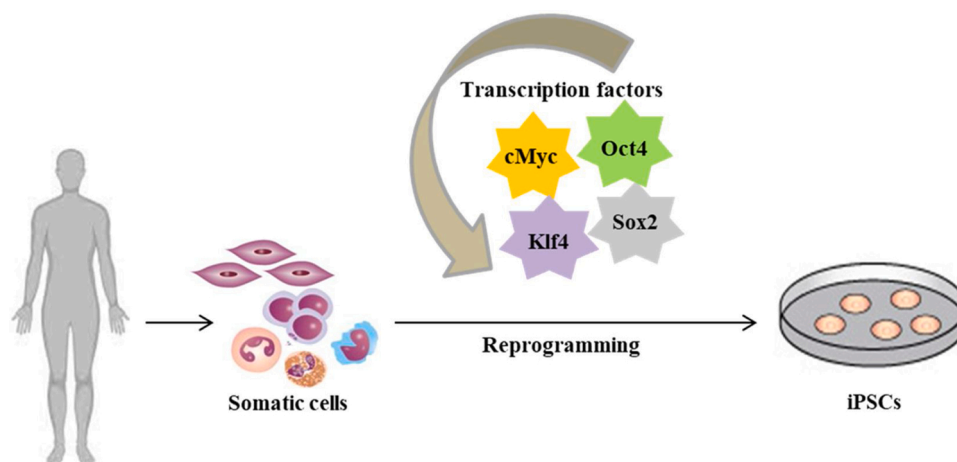 Transcription factors
cMyc
Oct4
Klf4
Sox2
Reprogramming
Somatic cells
iPSCs